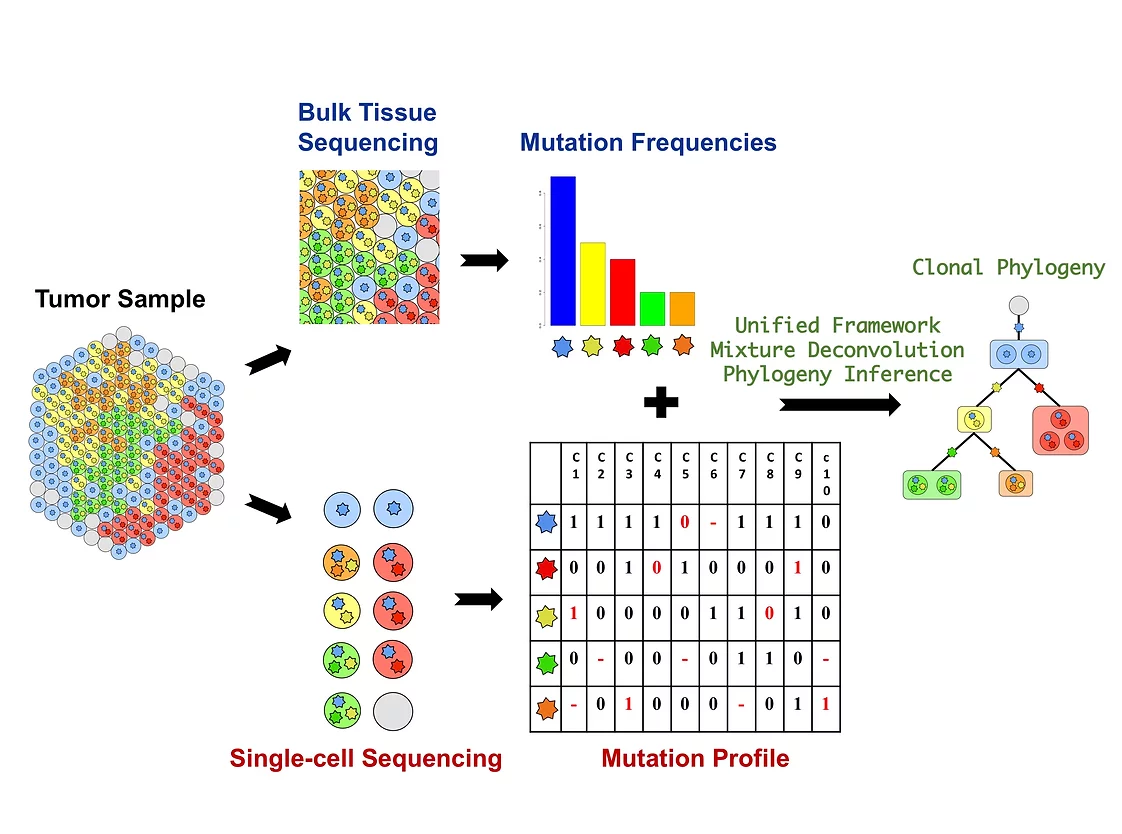 Bulk Tissue
Sequencing
Mutation Frequencies
Tumor Sample
Clonal Phylogeny
Unified Framework
Mixture Deconvolution
Phylogeny Inference
C1 C2 C3 C4 C5 C6 C7 C8 C9 c10
1 1 1 1 0 - 1 1 1 0
0 0 1 0 1 0 0 0 1 0
1 0 0 0 0 1 1 0 1 0
0 - 0 0 - 0 1 1 0 -
- 0 1 0 0 0 - 0 1 1
Single-cell Sequencing
Mutation Profile